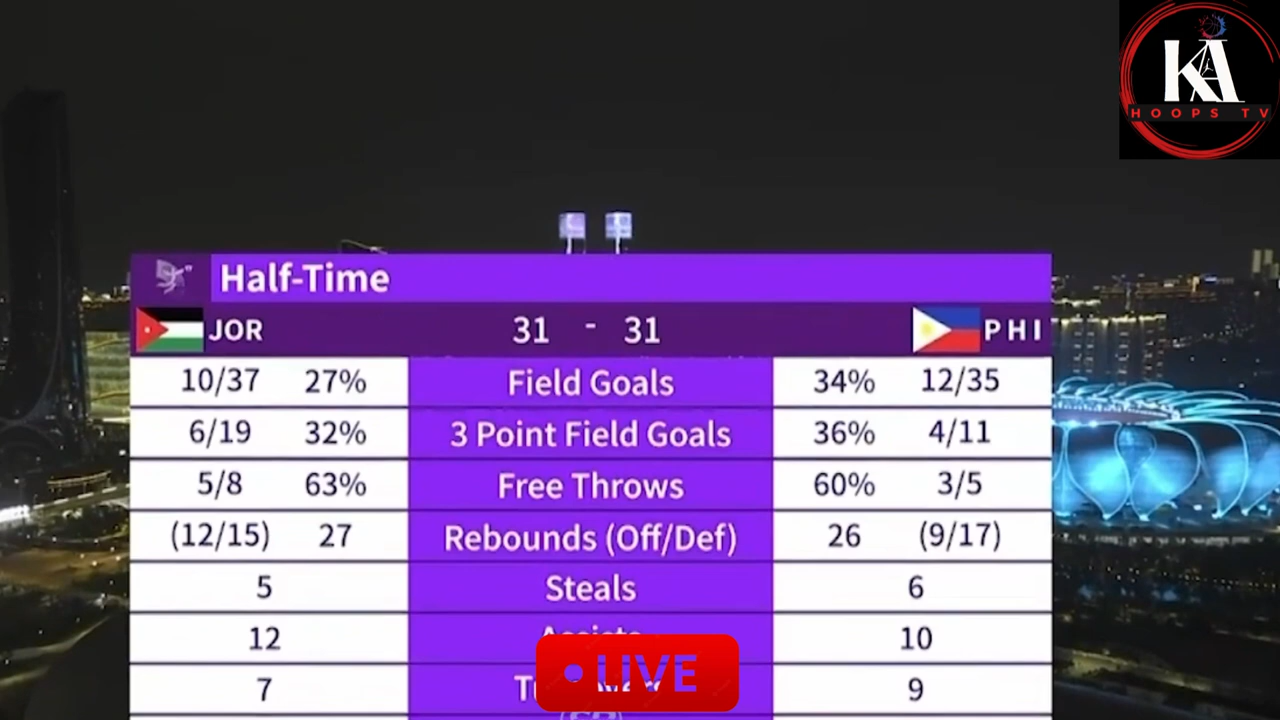 KA
HOOPS TV
Half-Time
JOR 31 - 31 PHI
10/37 27% Field Goals 34% 12/35
6/19 32% 3 Point Field Goals 36% 4/11
5/8 63% Free Throws 60% 3/5
(12/15) 27 Rebounds (Off/Def) 26 (9/17)
5 Steals 6
12 Assists 10
7 9
LIVE